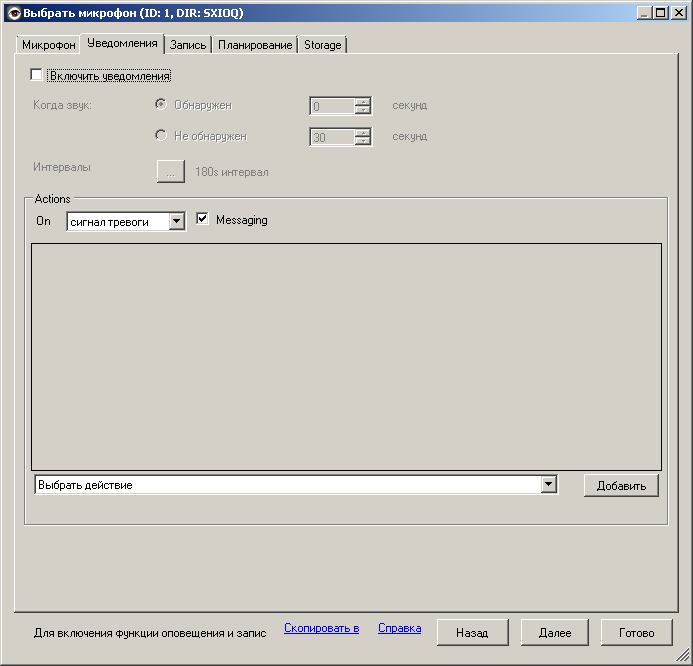 Выбрать микрофон (ID: 1, DIR: SXIOQ)
Микрофон Уведомления Запись Планирование Storage
Включить уведомления
Когда звук: Обнаружен 0 секунд
Не обнаружен 30 секунд
Интервалы ... 180s интервал
Actions
On сигнал тревоги Messaging
Выбрать действие Добавить
Для включения функции оповещения и запис Скопировать в Справка Назад Далее Готово